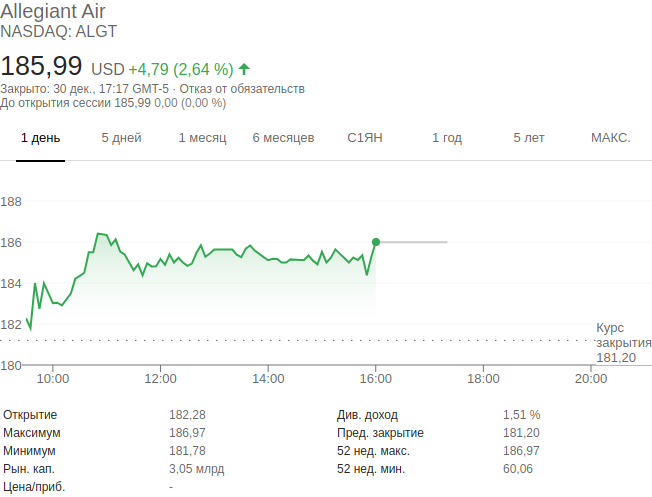 Allegiant Air
NASDAQ: ALGT
185,99 USD +4,79 (2,64 %)
Закрыто: 30 дек., 17:17 GMT-5 · Отказ от обязательств
До открытия сессии 185,99 0,00 (0,00 %)
1 день 5 дней 1 месяц 6 месяцев С1ЯН 1 год 5 лет МАКС.
188
186
184
182
180
Курс
закрытия
181,20
10:00 12:00 14:00 16:00 18:00 20:00
Открытие 182,28 Див. доход 1,51 %
Максимум 186,97 Пред. закрытие 181,20
Минимум 181,78 52 нед. макс. 186,97
Рын. кап. 3,05 млрд 52 нед. мин. 60,06
Цена/приб. -